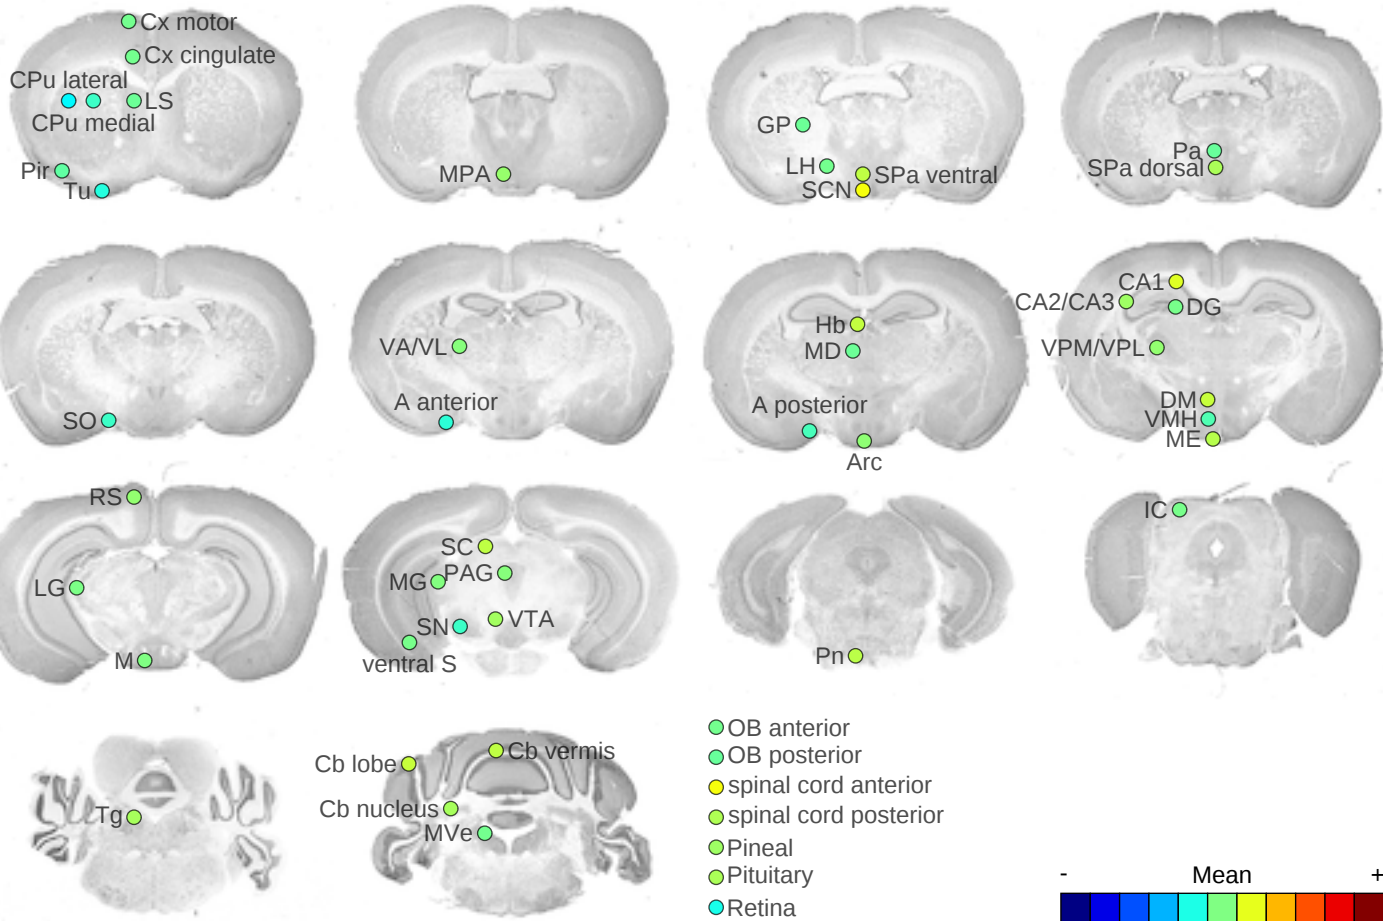 Cx motor
Cx cingulate
CPu lateral
LS
CPu medial
Pir
Tu
MPA
GP
LH
SPa ventral
SCN
Pa
SPa dorsal
SO
VA/VL
A anterior
Hb
MD
A posterior
Arc
CA1
CA2/CA3
DG
VPM/VPL
DM
VMH
ME
RS
LG
M
SC
MG
PAG
SN
VTA
ventral S
Pn
IC
Tg
Cb lobe
Cb vermis
Cb nucleus
MVe
OB anterior
OB posterior
spinal cord anterior
spinal cord posterior
Pineal
Pituitary
Retina
- Mean +